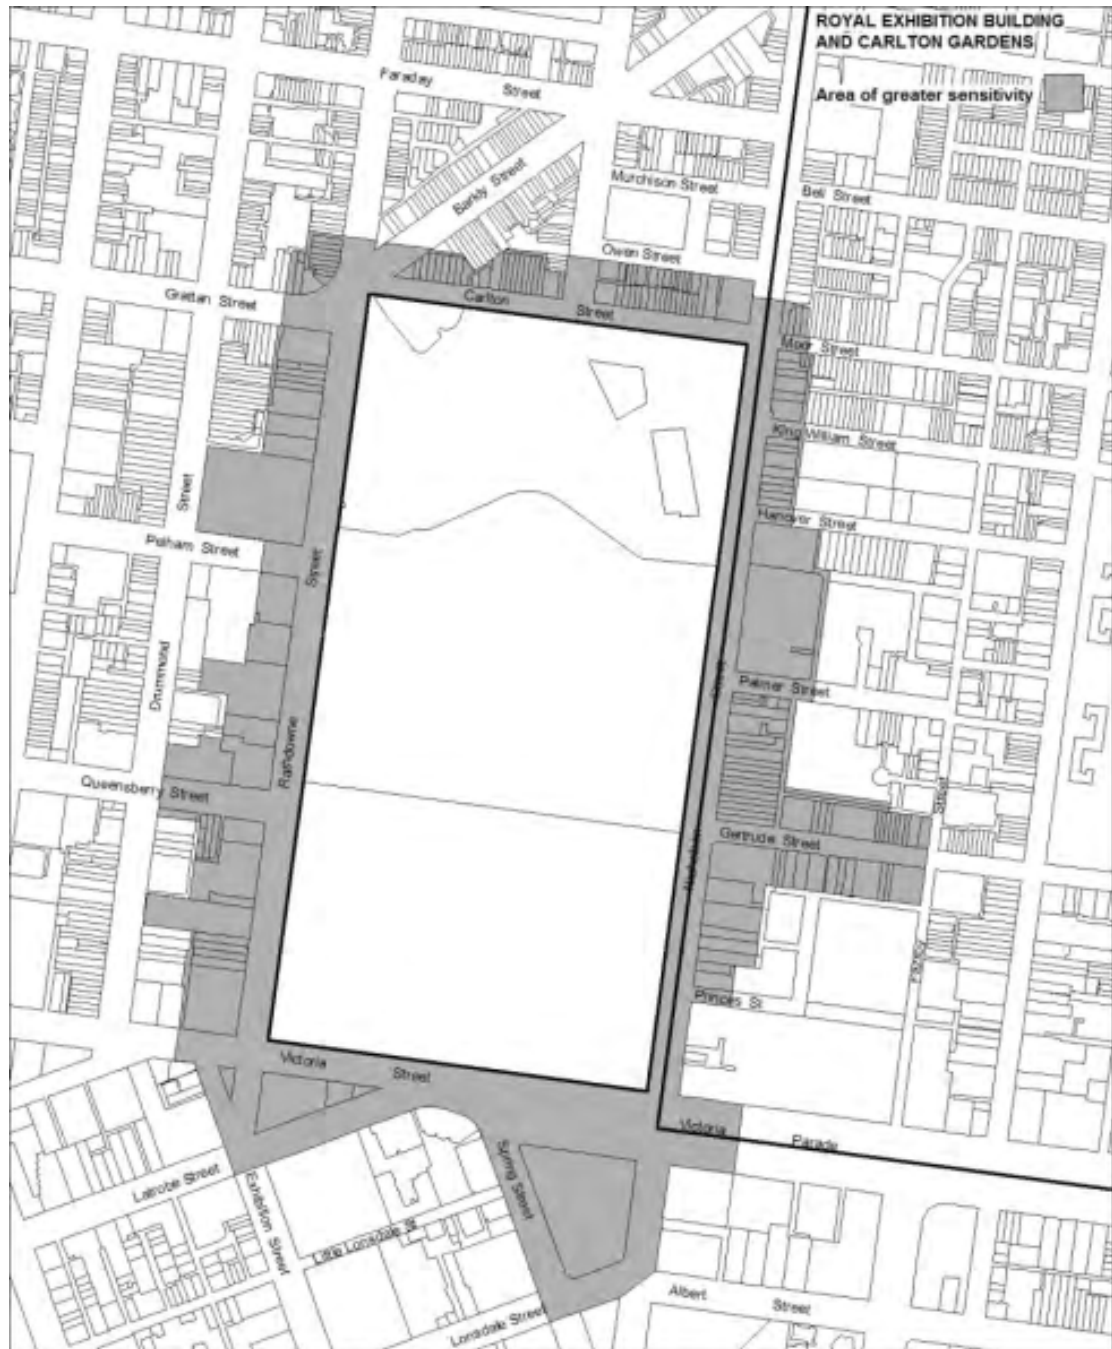 ROYAL EXHIBITION BUILDING
AND CARLTON GARDENS
Area of greater sensitivity
Faraday Street
Barkly Street
Murchison Street
Bell Street
Owen Street
Grattan Street
Carlton Street
Moor Street
King William Street
Street
Hanover Street
Pelham Street
Street
Drummond
Palmer Street
Rathdowne
Queensberry Street
Street
Gertrude Street
Nicholson
Princes St
Victoria Street
Victoria Parade
Spring Street
Latrobe Street
Exhibition Street
Little Lonsdale St
Albert Street
Lonsdale Street